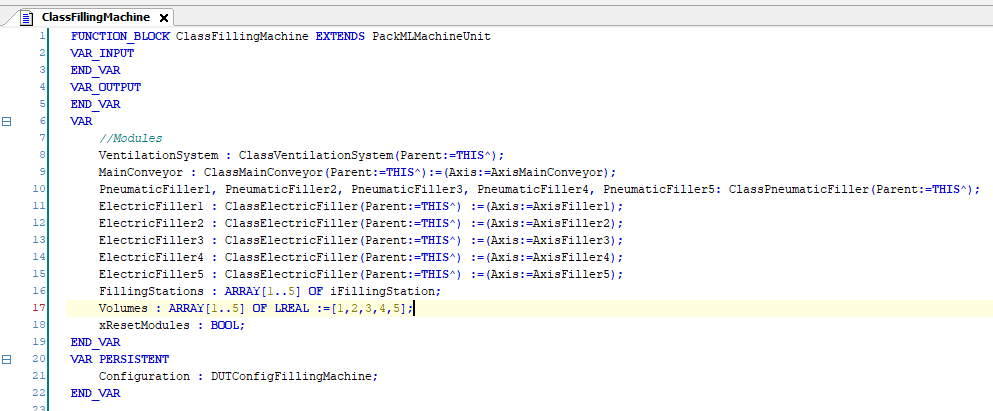 ClassFillingMachine
1 FUNCTION_BLOCK ClassFillingMachine EXTENDS PackMLMachineUnit
2 VAR_INPUT
3 END_VAR
4 VAR_OUTPUT
5 END_VAR
6 VAR
7 //Modules
8 VentilationSystem : ClassVentilationSystem(Parent:=THIS^);
9 MainConveyor : ClassMainConveyor(Parent:=THIS^):=(Axis:=AxisMainConveyor);
10 PneumaticFiller1, PneumaticFiller2, PneumaticFiller3, PneumaticFiller4, PneumaticFiller5: ClassPneumaticFiller(Parent:=THIS^);
11 ElectricFiller1 : ClassElectricFiller(Parent:=THIS^) :=(Axis:=AxisFiller1);
12 ElectricFiller2 : ClassElectricFiller(Parent:=THIS^) :=(Axis:=AxisFiller2);
13 ElectricFiller3 : ClassElectricFiller(Parent:=THIS^) :=(Axis:=AxisFiller3);
14 ElectricFiller4 : ClassElectricFiller(Parent:=THIS^) :=(Axis:=AxisFiller4);
15 ElectricFiller5 : ClassElectricFiller(Parent:=THIS^) :=(Axis:=AxisFiller5);
16 FillingStations : ARRAY[1..5] OF iFillingStation;
17 Volumes : ARRAY[1..5] OF LREAL :=[1,2,3,4,5];
18 xResetModules : BOOL;
19 END_VAR
20 VAR PERSISTENT
21 Configuration : DUTConfigFillingMachine;
22 END_VAR
23